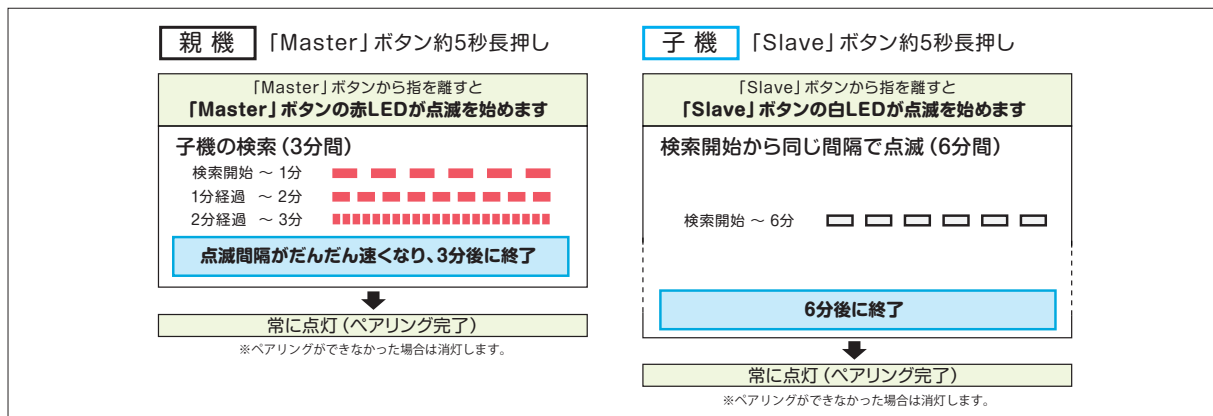 親機 「Master」ボタン約5秒長押し
「Master」ボタンから指を離すと
「Master」ボタンの赤LEDが点滅を始めます
子機の検索(3分間)
検索開始 ～ 1分
1分経過 ～ 2分
2分経過 ～ 3分
点滅間隔がだんだん速くなり、3分後に終了
常に点灯(ペアリング完了)
※ペアリングができなかった場合は消灯します。
子機 「Slave」ボタン約5秒長押し
「Slave」ボタンから指を離すと
「Slave」ボタンの白LEDが点滅を始めます
検索開始から同じ間隔で点滅(6分間)
検索開始 ～ 6分
6分後に終了
常に点灯(ペアリング完了)
※ペアリングができなかった場合は消灯します。